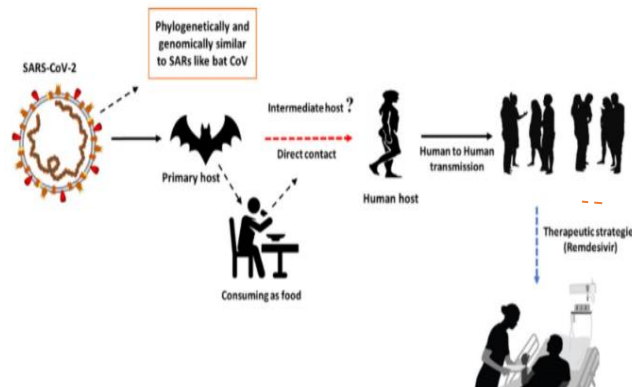 Phylogenetically and
genomically similar
to SARs like bat CoV
SARS-CoV-2
Primary host
Intermediate host ?
Direct contact
Human host
Human to Human
transmission
Consuming as food
Therapeutic strategie
(Remdesivir)